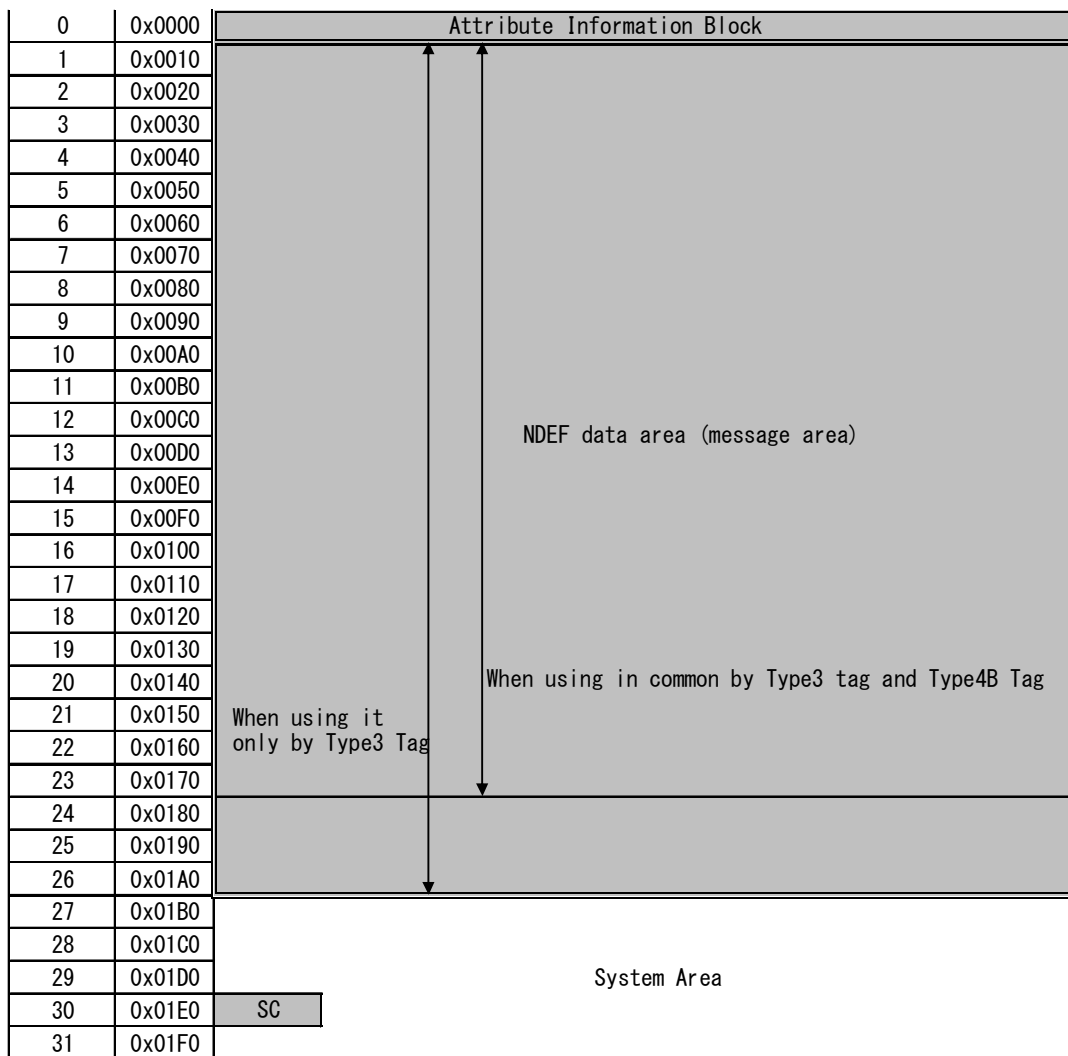 0 0x0000 Attribute Information Block
1 0x0010
2 0x0020
3 0x0030
4 0x0040
5 0x0050
6 0x0060
7 0x0070
8 0x0080
9 0x0090
10 0x00A0
11 0x00B0
12 0x00C0
NDEF data area (message area)
13 0x00D0
14 0x00E0
15 0x00F0
16 0x0100
17 0x0110
18 0x0120
19 0x0130
20 0x0140 When using in common by Type3 tag and Type4B Tag
21 0x0150 When using it
22 0x0160 only by Type3 Tag
23 0x0170
24 0x0180
25 0x0190
26 0x01A0
27 0x01B0
28 0x01C0
29 0x01D0 System Area
30 0x01E0 SC
31 0x01F0